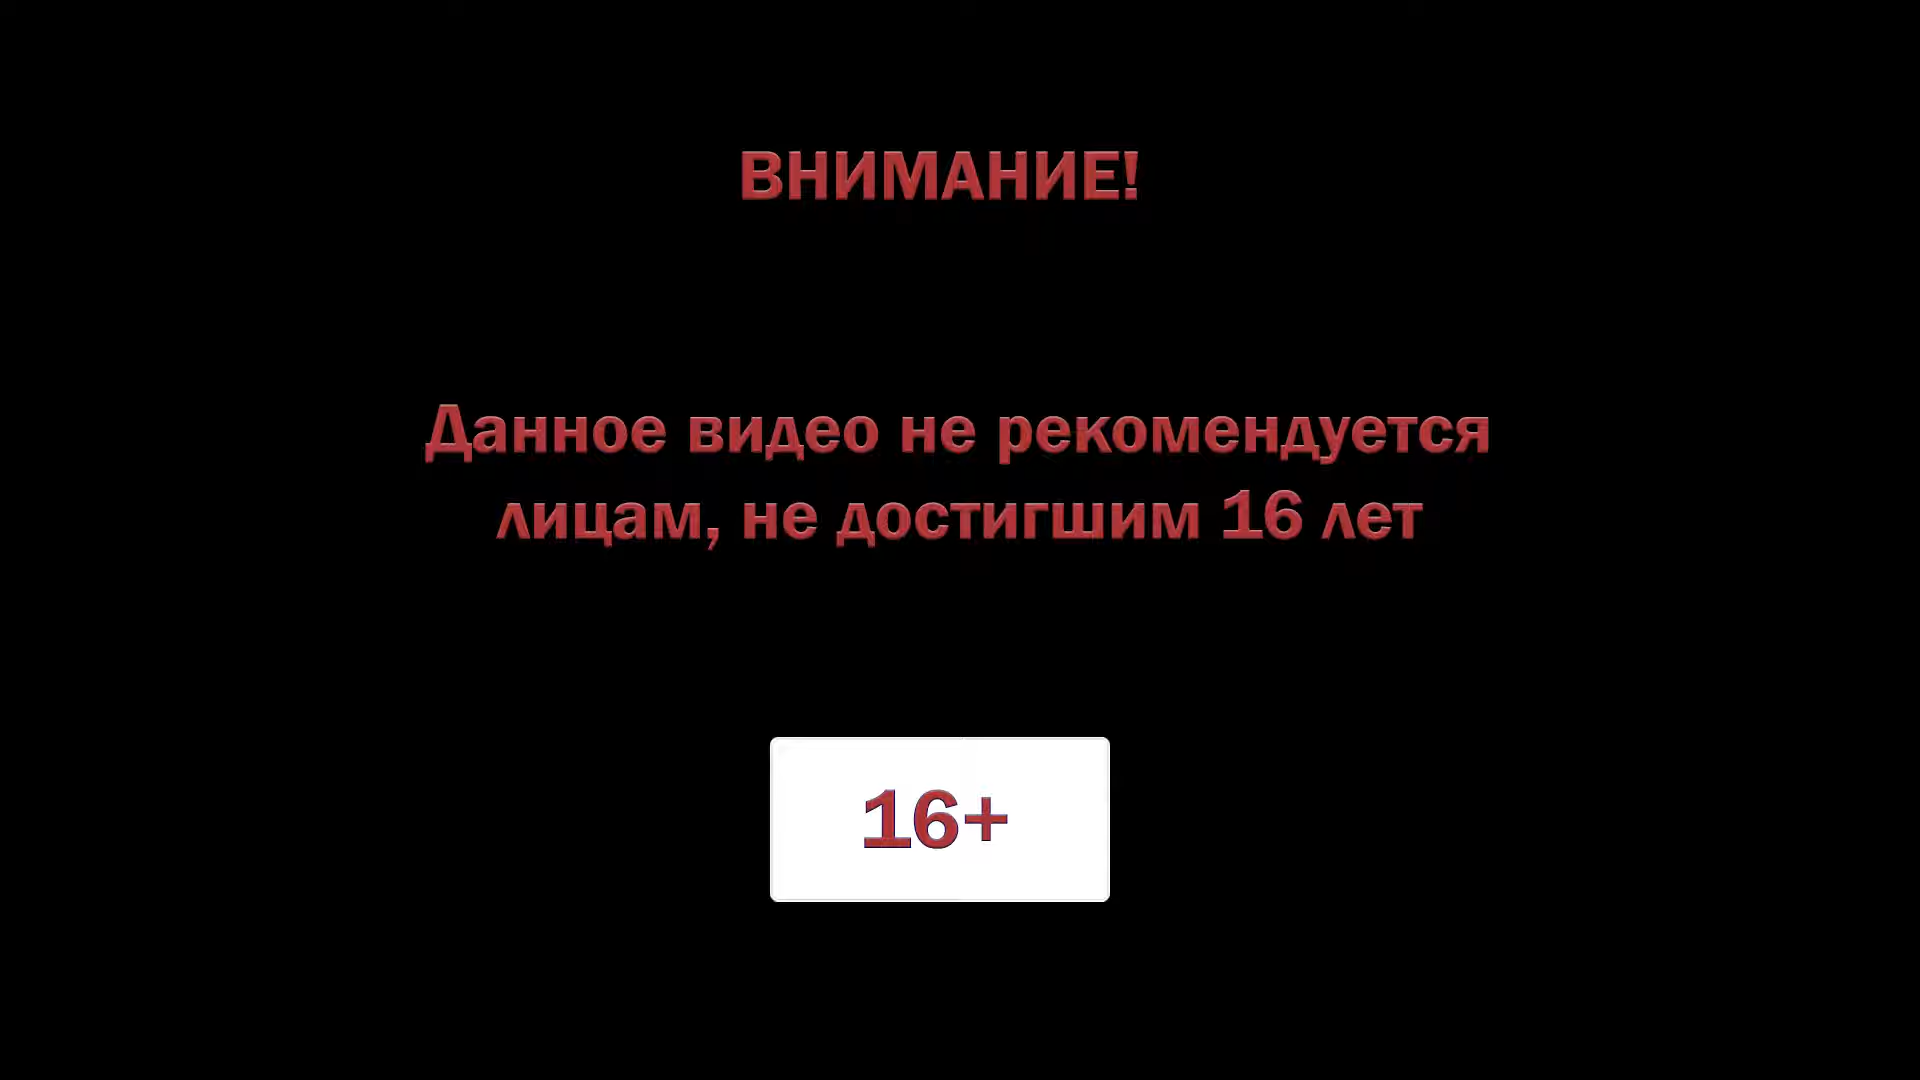 ВНИМАНИЕ!
Данное видео не рекомендуется
лицам, не достигшим 16 лет
16+